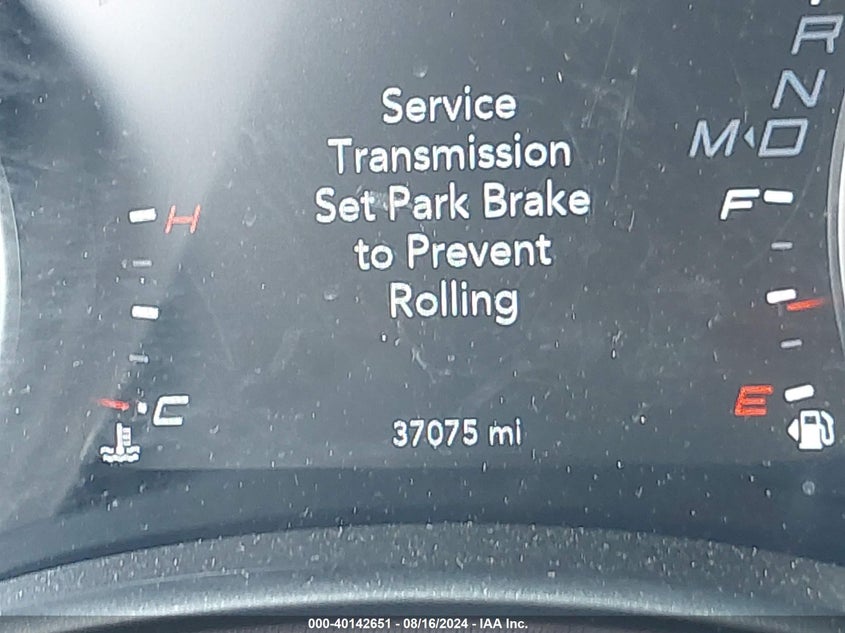 R
N
M D
Service
Transmission
Set Park Brake
to Prevent
Rolling
H
F
C
E
37075 mi
000-40142651 - 08/16/2024 - IAA Inc.